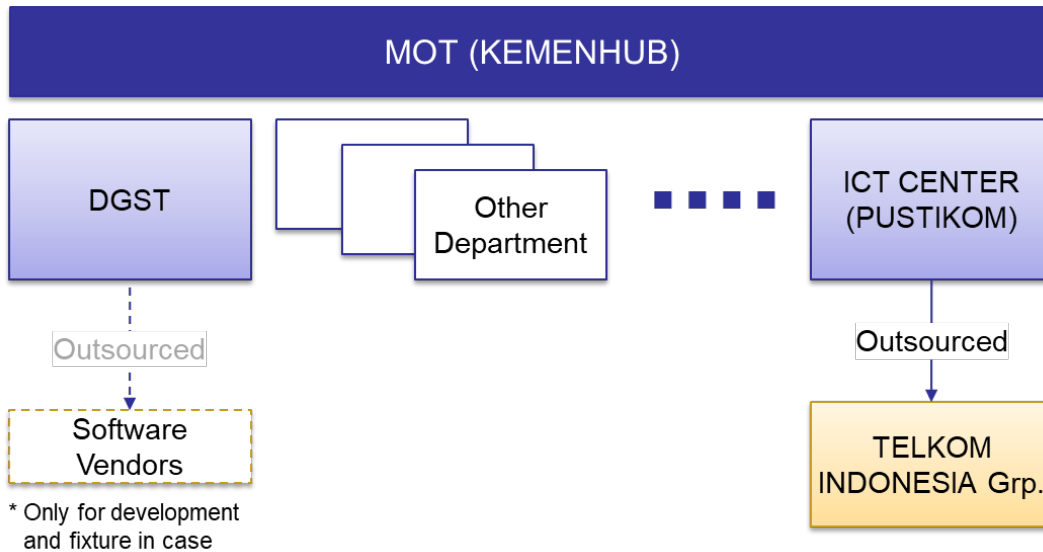 MOT (KEMENHUB)
DGST
Other
Department
ICT CENTER
(PUSTIKOM)
Outsourced
Outsourced
Software
Vendors
TELKOM
INDONESIA Grp.
* Only for development
and fixture in case